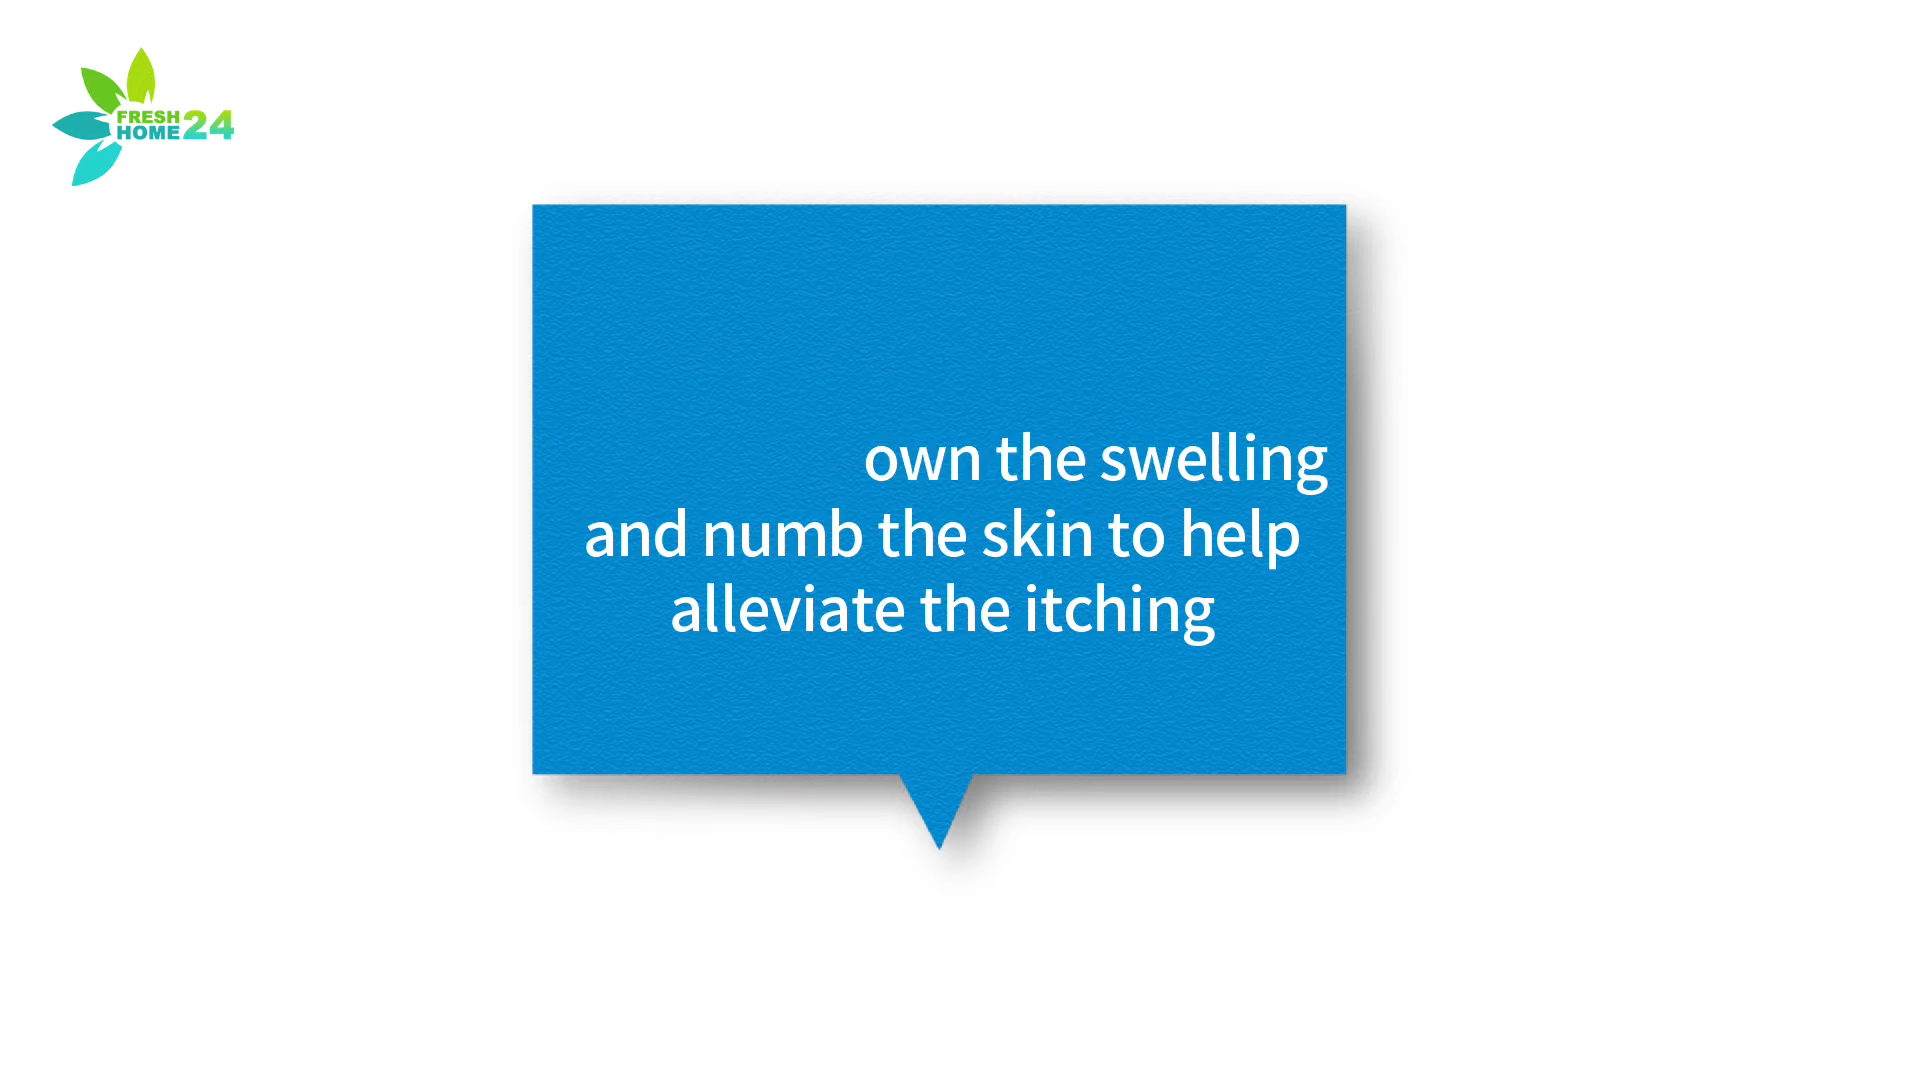 FRESH
HOME 24
own the swelling
and numb the skin to help
alleviate the itching